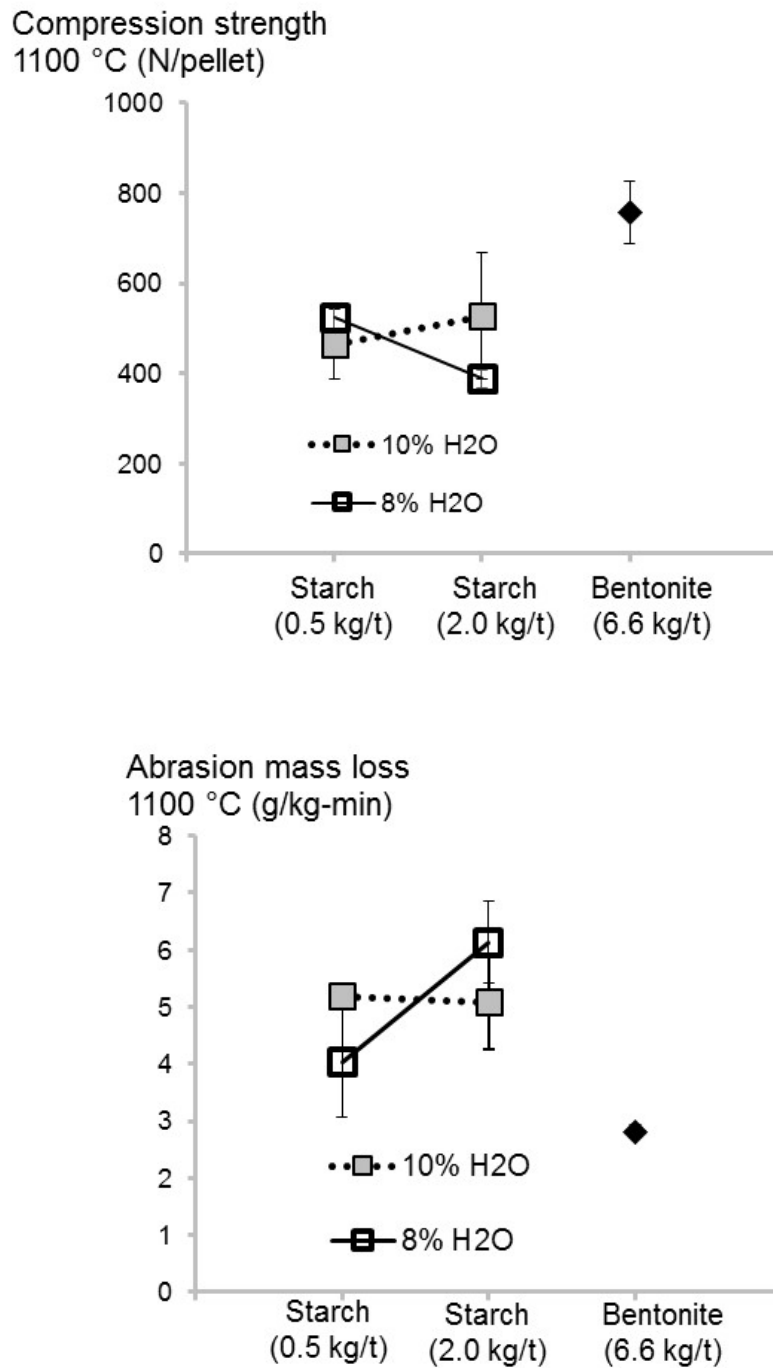 Compression strength
1100 °C (N/pellet)
1000
800
600
400
200
0
10% H2O
8% H2O
Starch
(0.5 kg/t)
Starch
(2.0 kg/t)
Bentonite
(6.6 kg/t)
Abrasion mass loss
1100 °C (g/kg-min)
8
7
6
5
4
3
2
1
0
10% H2O
8% H2O
Starch
(0.5 kg/t)
Starch
(2.0 kg/t)
Bentonite
(6.6 kg/t)